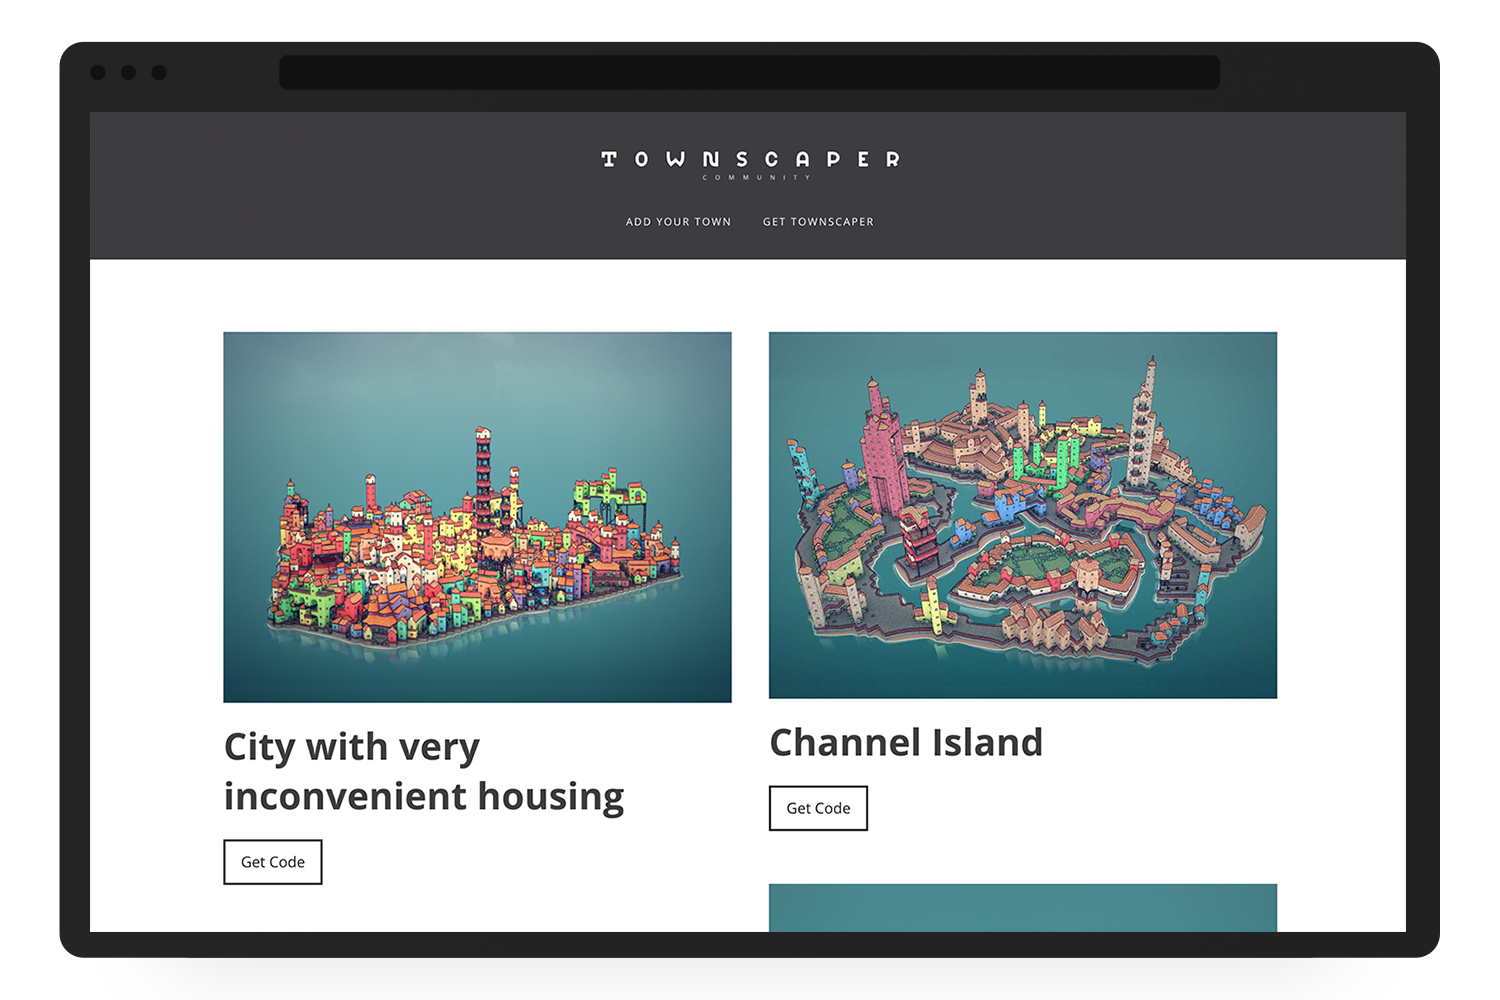 TOWNSCAPER
COMMUNITY
ADD YOUR TOWN
GET TOWNSCAPER
City with very
inconvenient housing
Get Code
Channel Island
Get Code